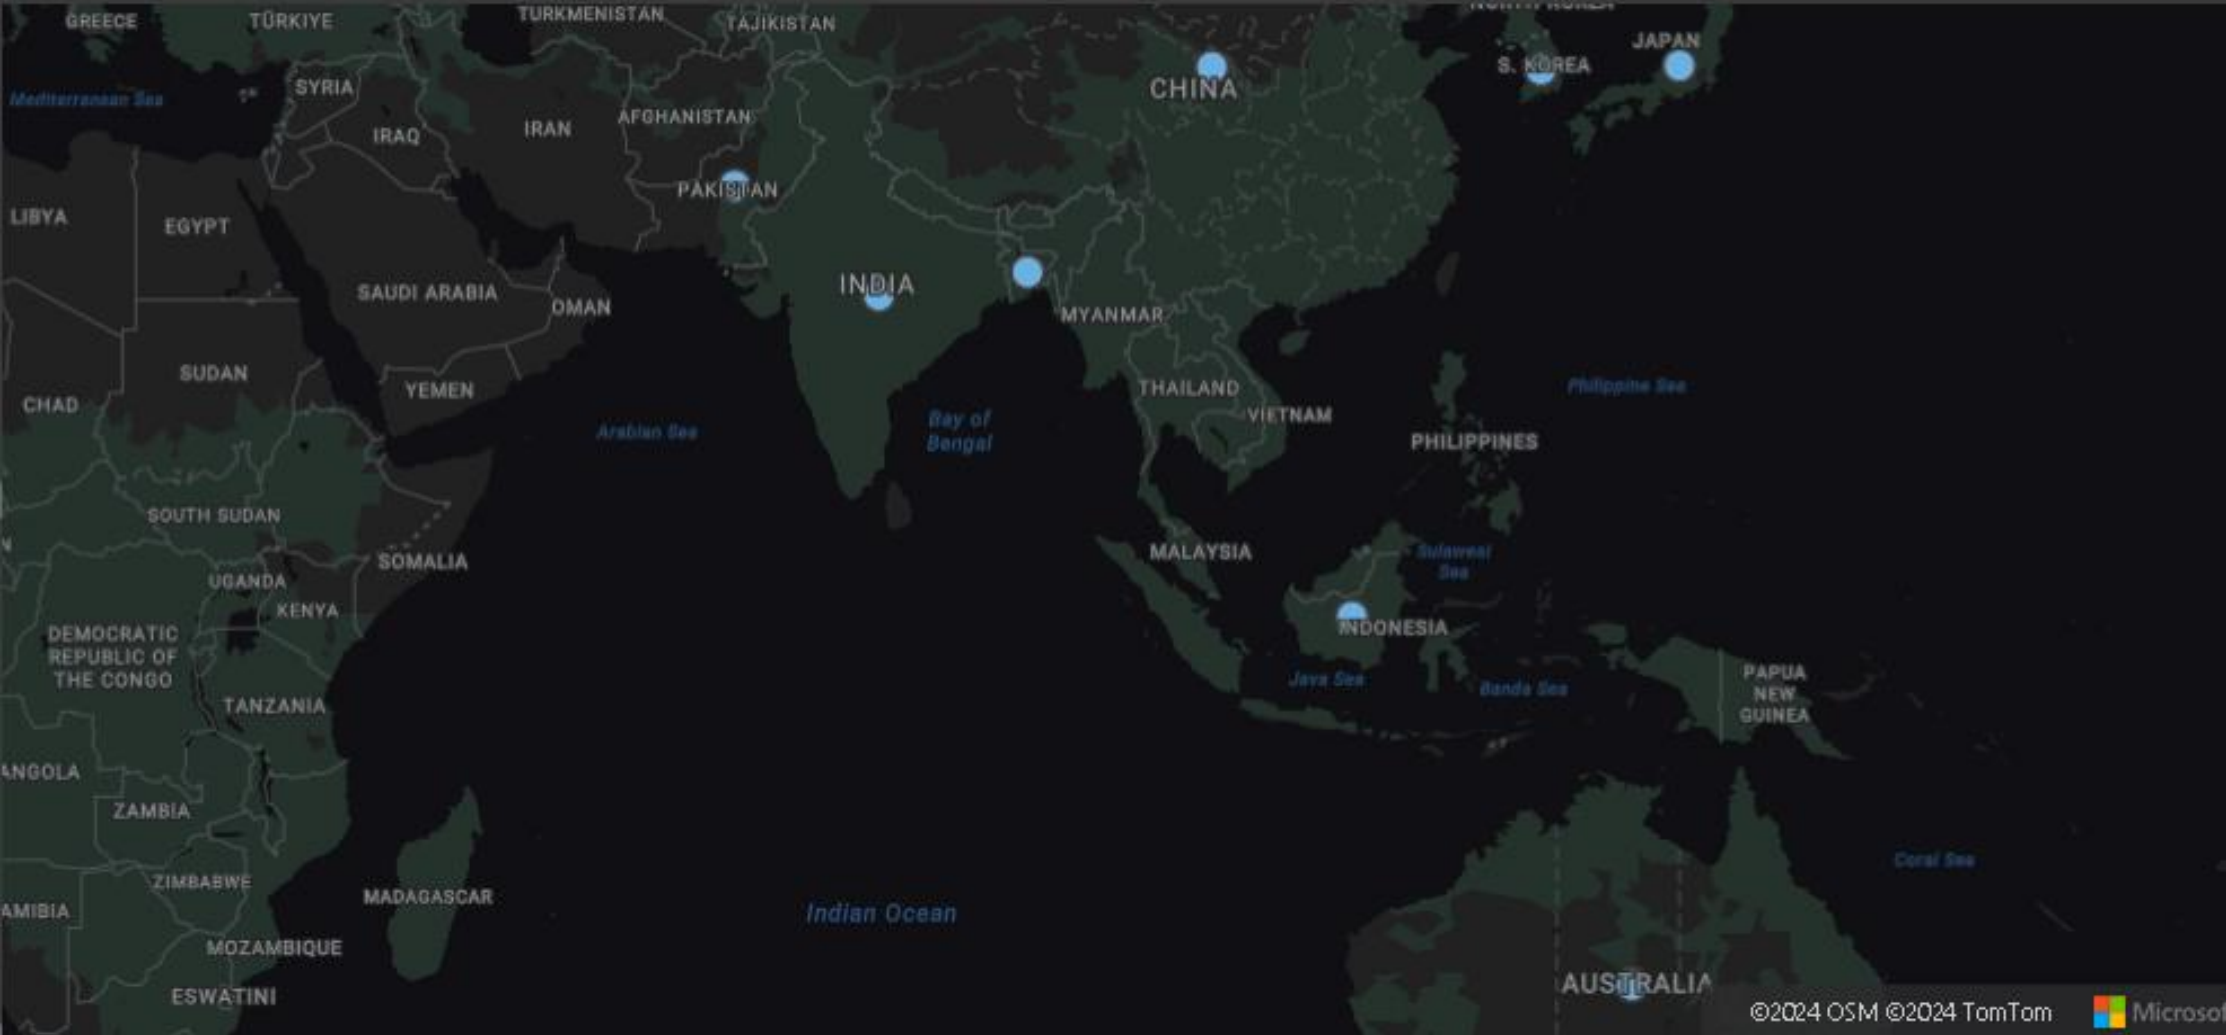 NORTH KOREA
GREECE
TÜRKIYE
TURKMENISTAN
TAJIKISTAN
JAPAN
S. KOREA
CHINA
SYRIA
Mediterranean Sea
AFGHANISTAN
IRAN
IRAQ
PAKISTAN
LIBYA
EGYPT
INDIA
SAUDI ARABIA
OMAN
MYANMAR
SUDAN
YEMEN
THAILAND
Philippine Sea
CHAD
VIETNAM
Arabian Sea
Bay of
Bengal
PHILIPPINES
SOUTH SUDAN
MALAYSIA
Sulawesi
Sea
SOMALIA
UGANDA
KENYA
INDONESIA
DEMOCRATIC
REPUBLIC OF
THE CONGO
Java Sea
Banda Sea
PAPUA
NEW
GUINEA
TANZANIA
ANGOLA
ZAMBIA
Coral Sea
ZIMBABWE
MADAGASCAR
AMIBIA
Indian Ocean
MOZAMBIQUE
AUSTRALIA
ESWATINI
©2024 OSM ©2024 TomTom
Microsof